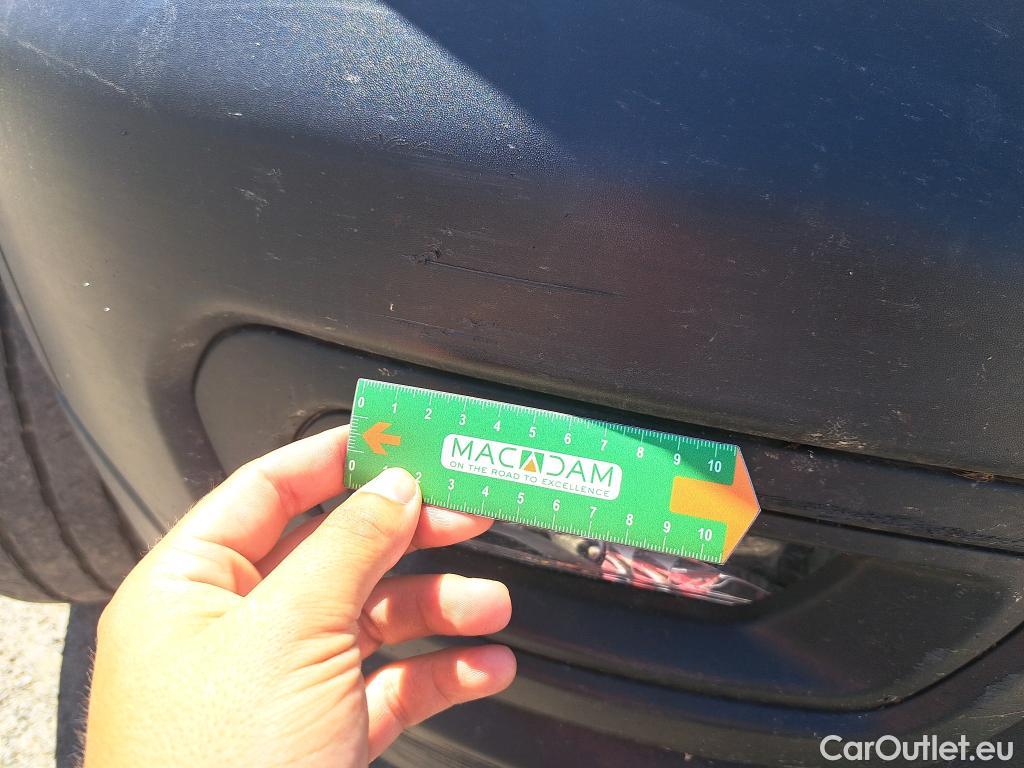 0 1 2 3 4 5 6 7 8 9 10
MACADAM
ON THE ROAD TO EXCELLENCE
0 1 2 3 4 5 6 7 8 9 10
CarOutlet.eu